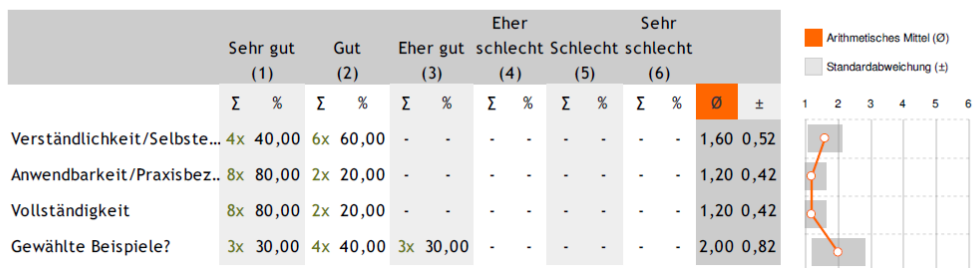 Eher Sehr
Sehr gut Gut Eher gut schlecht Schlecht schlecht
(1) (2) (3) (4) (5) (6)
Σ % Σ % Σ % Σ % Σ % Σ % Ø ±
Verständlichkeit/Selbste... 4x 40,00 6x 60,00 - - - - - - - - 1,60 0,52
Anwendbarkeit/Praxisbez... 8x 80,00 2x 20,00 - - - - - - - - 1,20 0,42
Vollständigkeit 8x 80,00 2x 20,00 - - - - - - - - 1,20 0,42
Gewählte Beispiele? 3x 30,00 4x 40,00 3x 30,00 - - - - - - 2,00 0,82
Arithmetisches Mittel (Ø)
Standardabweichung (±)
1 2 3 4 5 6